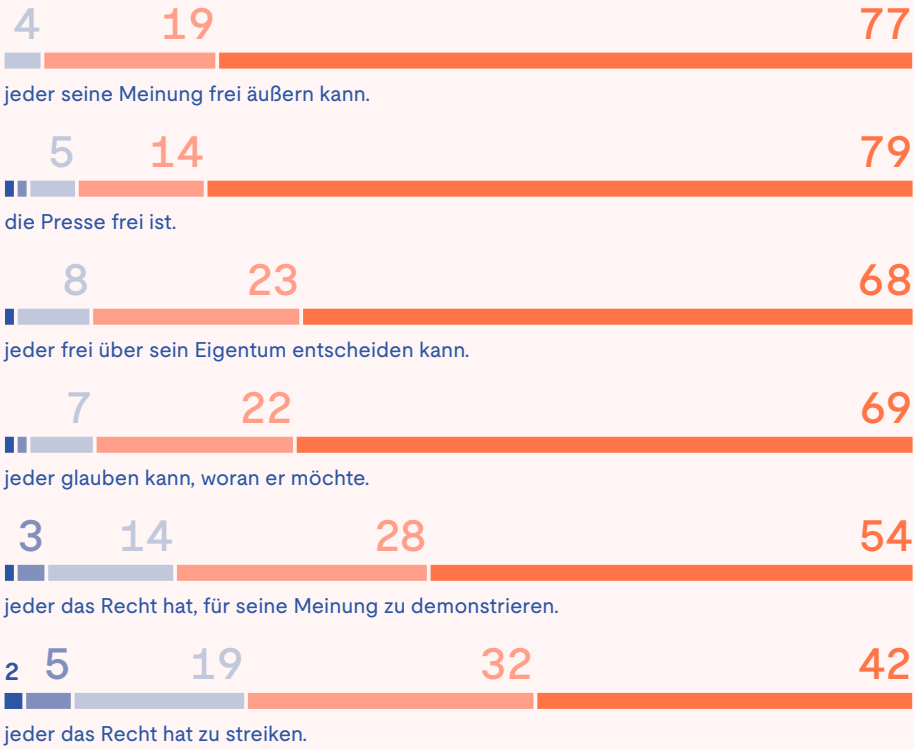 4 19 77
jeder seine Meinung frei äußern kann.
5 14 79
die Presse frei ist.
8 23 68
jeder frei über sein Eigentum entscheiden kann.
7 22 69
jeder glauben kann, woran er möchte.
3 14 28 54
jeder das Recht hat, für seine Meinung zu demonstrieren.
2 5 19 32 42
jeder das Recht hat zu streiken.